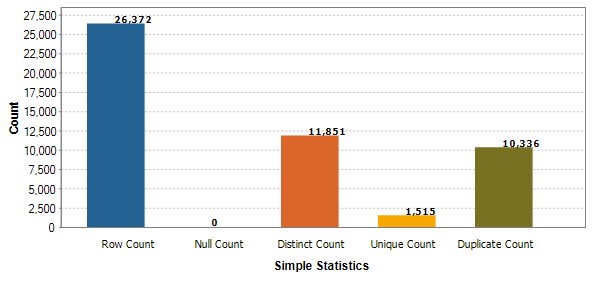 27,500
25,000
22,500
20,000
17,500
15,000
12,500
10,000
7,500
5,000
2,500
0
Count
26,372
0
11,851
1,515
10,336
Row Count
Null Count
Distinct Count
Unique Count
Duplicate Count
Simple Statistics